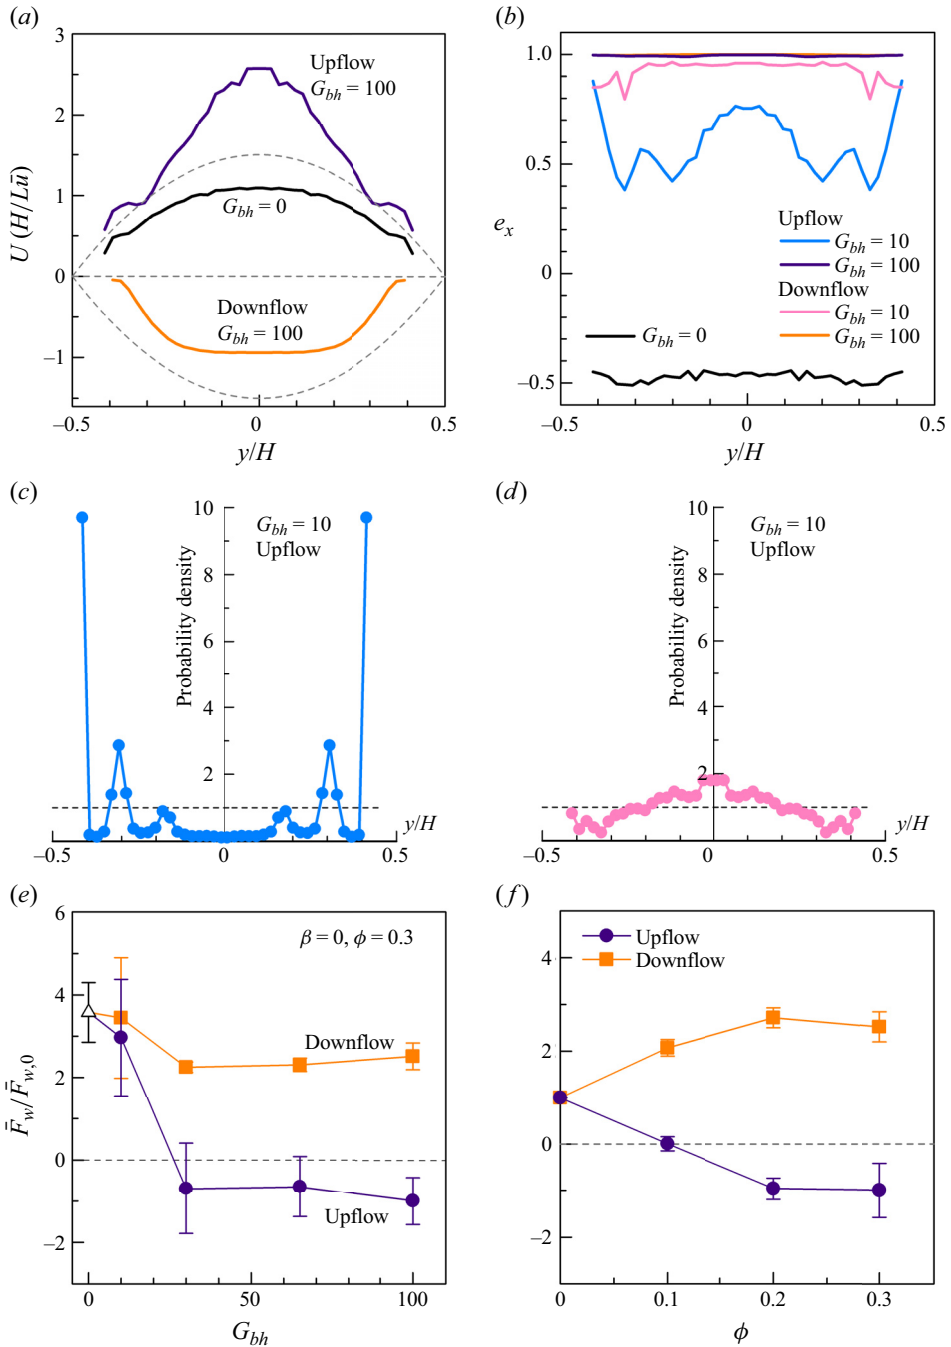 (a)
3
2
1
0
–1
U (H/Lū)
Upflow
G_bh = 100
G_bh = 0
Downflow
G_bh = 100
–0.5
0
0.5
y/H
(b)
1.0
0.5
0
–0.5
e_x
Upflow
G_bh = 10
G_bh = 100
Downflow
G_bh = 10
G_bh = 100
G_bh = 0
–0.5
0
0.5
y/H
(c)
10
8
6
4
2
Probability density
G_bh = 10
Upflow
y/H
–0.5
0
0.5
(d)
10
8
6
4
2
Probability density
G_bh = 10
Upflow
y/H
–0.5
0
0.5
(e)
6
4
2
0
–2
F̄_w/F̄_w,0
β = 0, ϕ = 0.3
Downflow
Upflow
0
50
100
G_bh
(f)
4
2
0
–2
Upflow
Downflow
0
0.1
0.2
0.3
ϕ